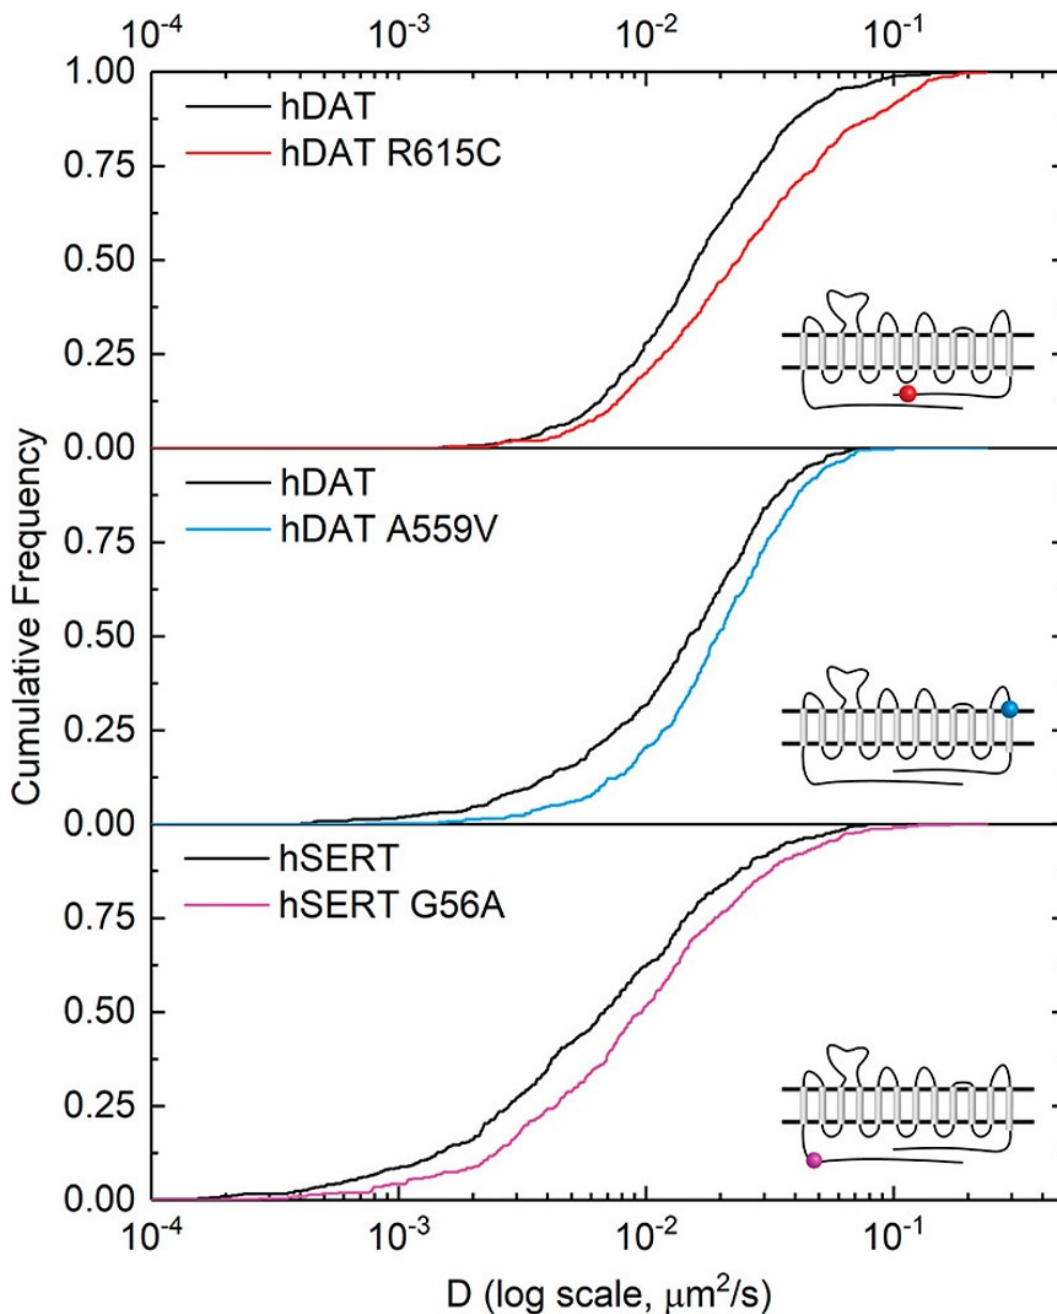 10⁻⁴ 10⁻³ 10⁻² 10⁻¹
1.00
hDAT
hDAT R615C
0.75
0.50
0.25
0.00
hDAT
hDAT A559V
0.75
0.50
0.25
0.00
hSERT
hSERT G56A
0.75
0.50
0.25
0.00
10⁻⁴ 10⁻³ 10⁻² 10⁻¹
Cumulative Frequency
D (log scale, μm²/s)